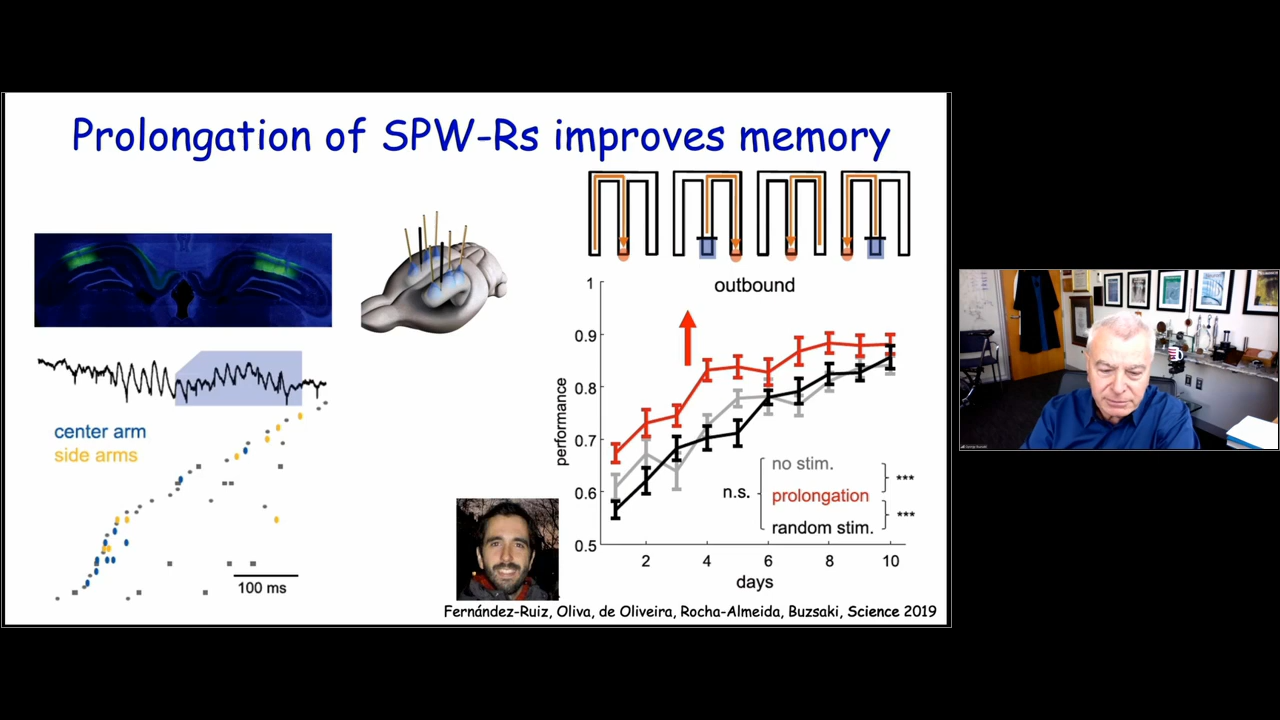 Prolongation of SPW-Rs improves memory
center arm
side arms
100 ms
outbound
performance
1
0.9
0.8
0.7
0.6
0.5
2
4
6
8
10
days
n.s.
no stim.
prolongation
random stim.
***
***
Fernández-Ruiz, Oliva, de Oliveira, Rocha-Almeida, Buzsaki, Science 2019